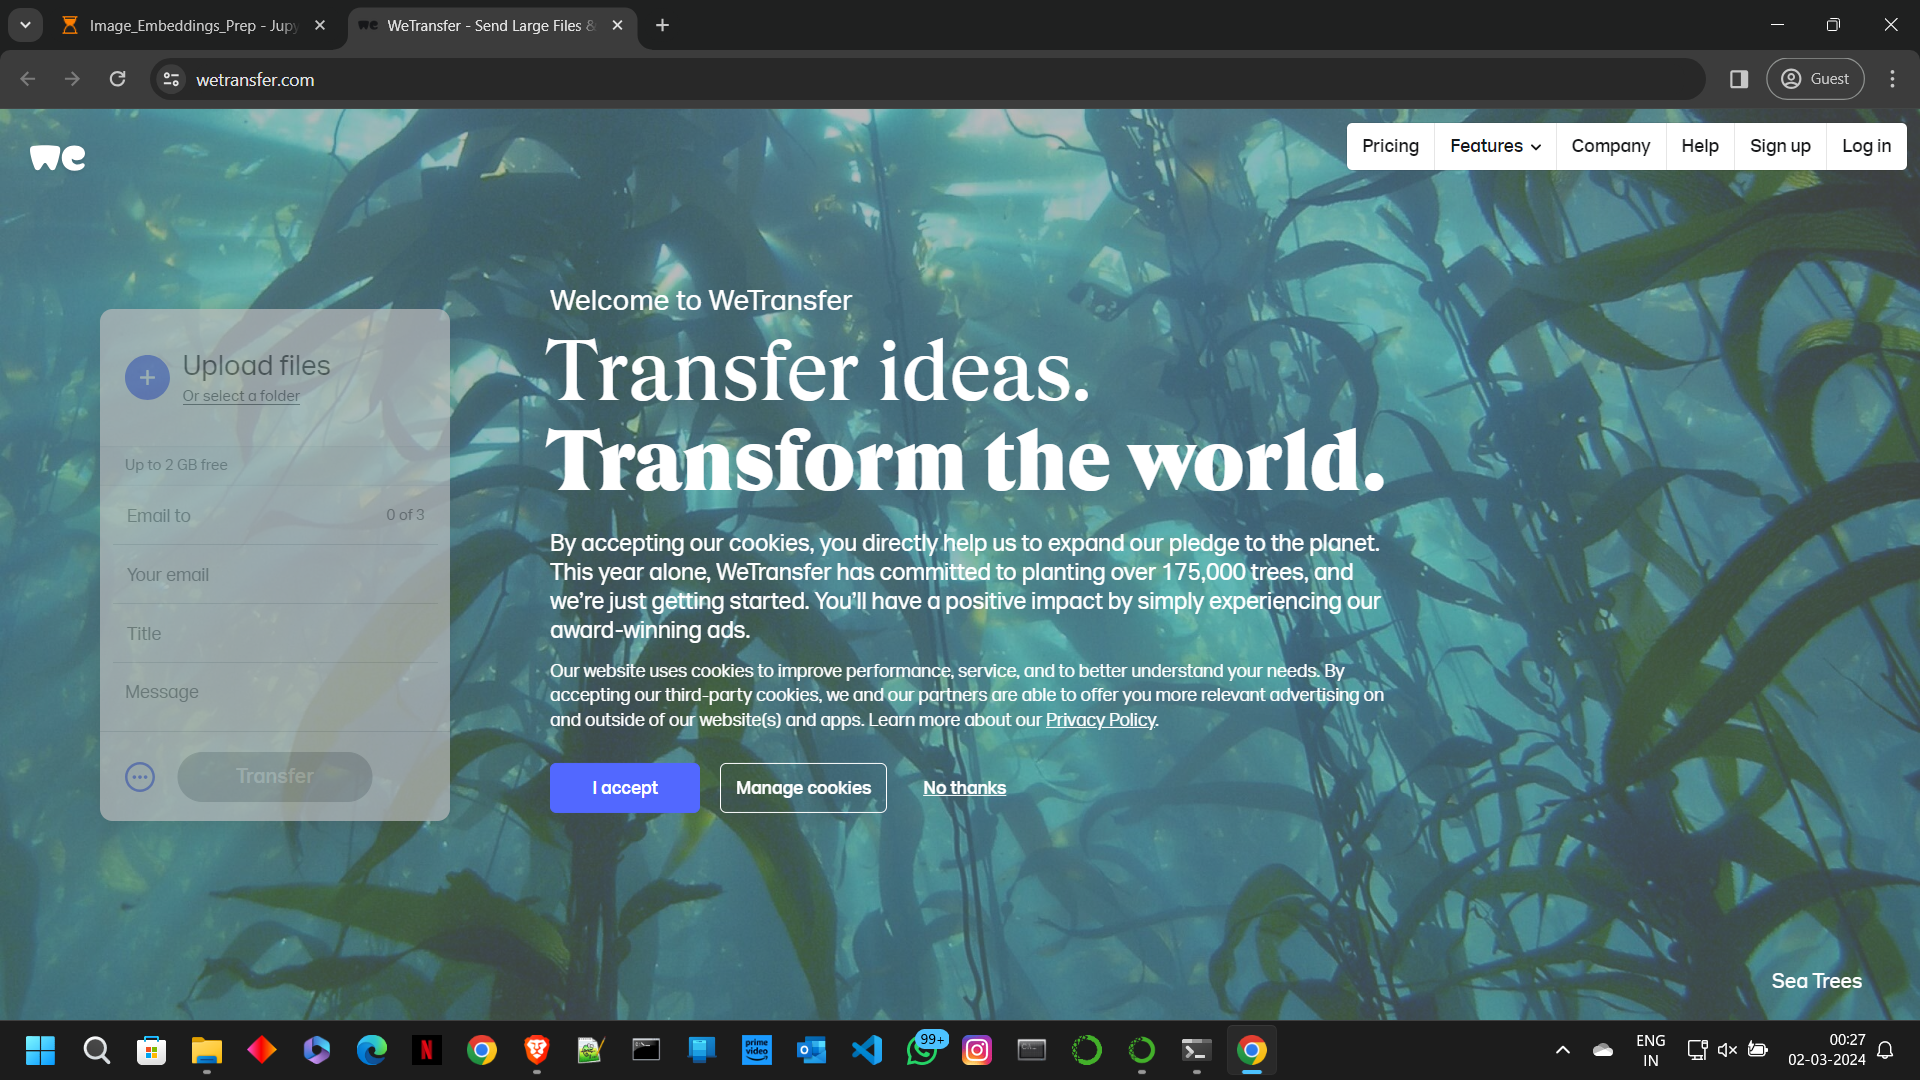 Image_Embeddings_Prep - Jupy
WeTransfer - Send Large Files &
wetransfer.com
Guest
we
Pricing
Features
Company
Help
Sign up
Log in
Welcome to WeTransfer
Transfer ideas.
Transform the world.
Upload files
Or select a folder
Up to 2 GB free
Email to
0 of 3
Your email
Title
Message
Transfer
By accepting our cookies, you directly help us to expand our pledge to the planet.
This year alone, WeTransfer has committed to planting over 175,000 trees, and
we’re just getting started. You’ll have a positive impact by simply experiencing our
award-winning ads.
Our website uses cookies to improve performance, service, and to better understand your needs. By
accepting our third-party cookies, we and our partners are able to offer you more relevant advertising on
and outside of our website(s) and apps. Learn more about our Privacy Policy.
I accept
Manage cookies
No thanks
Sea Trees
N
prime
video
99+
ENG
IN
00:27
02-03-2024